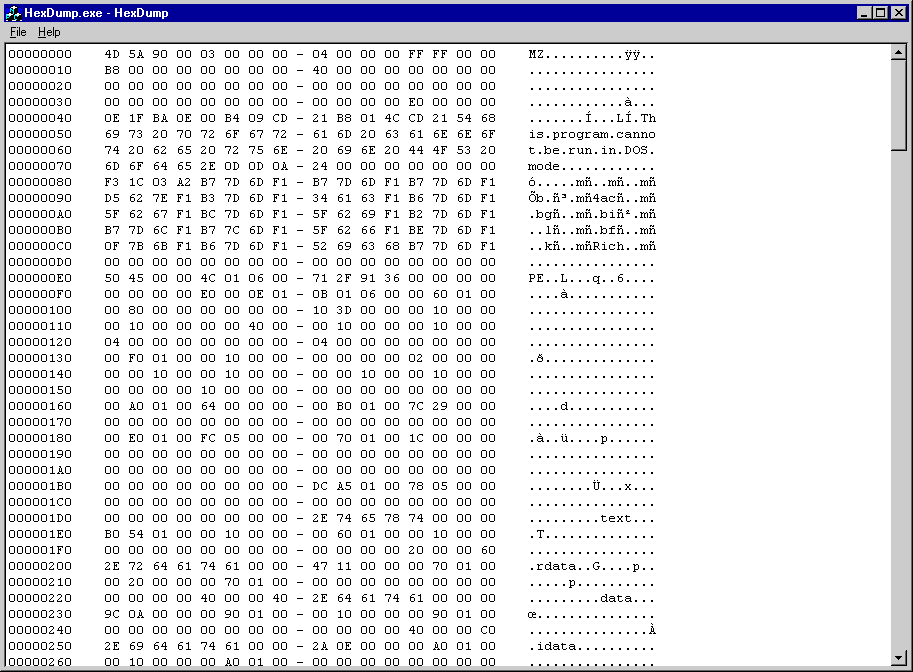 HexDump.exe - HexDump
File Help
00000000 4D 5A 90 00 03 00 00 00 - 04 00 00 00 FF FF 00 00 MZ..........ÿÿ..
00000010 B8 00 00 00 00 00 00 00 - 40 00 00 00 00 00 00 00 ................
00000020 00 00 00 00 00 00 00 00 - 00 00 00 00 00 00 00 00 ................
00000030 00 00 00 00 00 00 00 00 - 00 00 00 00 E0 00 00 00 ............à...
00000040 0E 1F BA 0E 00 B4 09 CD - 21 B8 01 4C CD 21 54 68 .......Í...LÍ.Th
00000050 69 73 20 70 72 6F 67 72 - 61 6D 20 63 61 6E 6E 6F is.program.canno
00000060 74 20 62 65 20 72 75 6E - 20 69 6E 20 44 4F 53 20 t.be.run.in.DOS.
00000070 6D 6F 64 65 2E 0D 0D 0A - 24 00 00 00 00 00 00 00 mode............
00000080 F3 1C 03 A2 B7 7D 6D F1 - B7 7D 6D F1 B7 7D 6D F1 ó.....mñ..mñ..mñ
00000090 D5 62 7E F1 B3 7D 6D F1 - 34 61 63 F1 B6 7D 6D F1 Õb.ñ³.mñ4acñ..mñ
000000A0 5F 62 67 F1 BC 7D 6D F1 - 5F 62 69 F1 B2 7D 6D F1 .bgñ..mñ.biñ².mñ
000000B0 B7 7D 6C F1 B7 7C 6D F1 - 5F 62 66 F1 BE 7D 6D F1 ..lñ..mñ.bfñ..mñ
000000C0 0F 7B 6B F1 B6 7D 6D F1 - 52 69 63 68 B7 7D 6D F1 ..kñ..mñRich..mñ
000000D0 00 00 00 00 00 00 00 00 - 00 00 00 00 00 00 00 00 ................
000000E0 50 45 00 00 4C 01 06 00 - 71 2F 91 36 00 00 00 00 PE..L...q..6....
000000F0 00 00 00 00 E0 00 0E 01 - 0B 01 06 00 00 60 01 00 ....à...........
00000100 00 80 00 00 00 00 00 00 - 10 3D 00 00 00 10 00 00 ................
00000110 00 10 00 00 00 00 40 00 - 00 10 00 00 00 10 00 00 ................
00000120 04 00 00 00 00 00 00 00 - 04 00 00 00 00 00 00 00 ................
00000130 00 F0 01 00 00 10 00 00 - 00 00 00 00 02 00 00 00 .ð..............
00000140 00 00 10 00 00 10 00 00 - 00 00 10 00 00 10 00 00 ................
00000150 00 00 00 00 10 00 00 00 - 00 00 00 00 00 00 00 00 ................
00000160 00 A0 01 00 64 00 00 00 - 00 B0 01 00 7C 29 00 00 ....d...........
00000170 00 00 00 00 00 00 00 00 - 00 00 00 00 00 00 00 00 ................
00000180 00 E0 01 00 FC 05 00 00 - 00 70 01 00 1C 00 00 00 .à..ü....p......
00000190 00 00 00 00 00 00 00 00 - 00 00 00 00 00 00 00 00 ................
000001A0 00 00 00 00 00 00 00 00 - 00 00 00 00 00 00 00 00 ................
000001B0 00 00 00 00 00 00 00 00 - DC A5 01 00 78 05 00 00 ........Ü...x...
000001C0 00 00 00 00 00 00 00 00 - 00 00 00 00 00 00 00 00 ................
000001D0 00 00 00 00 00 00 00 00 - 2E 74 65 78 74 00 00 00 .........text...
000001E0 B0 54 01 00 00 10 00 00 - 00 60 01 00 00 10 00 00 .T..............
000001F0 00 00 00 00 00 00 00 00 - 00 00 00 00 20 00 00 60 ................
00000200 2E 72 64 61 74 61 00 00 - 47 11 00 00 00 70 01 00 .rdata..G....p..
00000210 00 20 00 00 00 70 01 00 - 00 00 00 00 00 00 00 00 .....p..........
00000220 00 00 00 00 40 00 00 40 - 2E 64 61 74 61 00 00 00 .........data...
00000230 9C 0A 00 00 00 90 01 00 - 00 10 00 00 00 90 01 00 œ...............
00000240 00 00 00 00 00 00 00 00 - 00 00 00 00 40 00 00 C0 ...............À
00000250 2E 69 64 61 74 61 00 00 - 2A 0E 00 00 00 A0 01 00 .idata..........
00000260 00 10 00 00 00 A0 01 00 - 00 00 00 00 00 00 00 00 ................